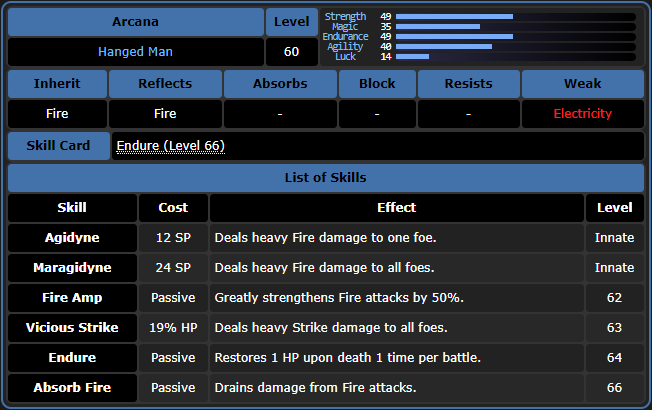 Arcana Level
Hanged Man 60
Strength 49
Magic 35
Endurance 49
Agility 40
Luck 14
Inherit Reflects Absorbs Block Resists Weak
Fire Fire - - - Electricity
Skill Card Endure (Level 66)
List of Skills
Skill Cost Effect Level
Agidyne 12 SP Deals heavy Fire damage to one foe. Innate
Maragidyne 24 SP Deals heavy Fire damage to all foes. Innate
Fire Amp Passive Greatly strengthens Fire attacks by 50%. 62
Vicious Strike 19% HP Deals heavy Strike damage to all foes. 63
Endure Passive Restores 1 HP upon death 1 time per battle. 64
Absorb Fire Passive Drains damage from Fire attacks. 66